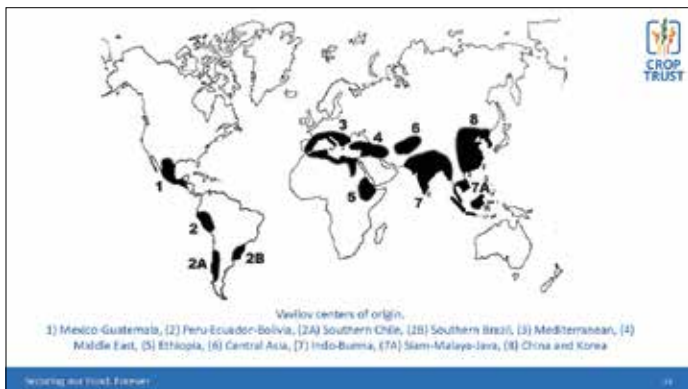 CROP
TRUST
3
6
8
4
1
5
7A
7
2
2A
2B
Vavilov centers of origin.
1) Mexico-Guatemala, (2) Peru-Ecuador-Bolivia, (2A) Southern Chile, (2B) Southern Brazil, (3) Mediterranean, (4)
Middle East, (5) Ethiopia, (6) Central Asia, (7) Indo-Burma, (7A) Siam-Malaya-Java, (8) China and Korea
Securing our Food, Forever